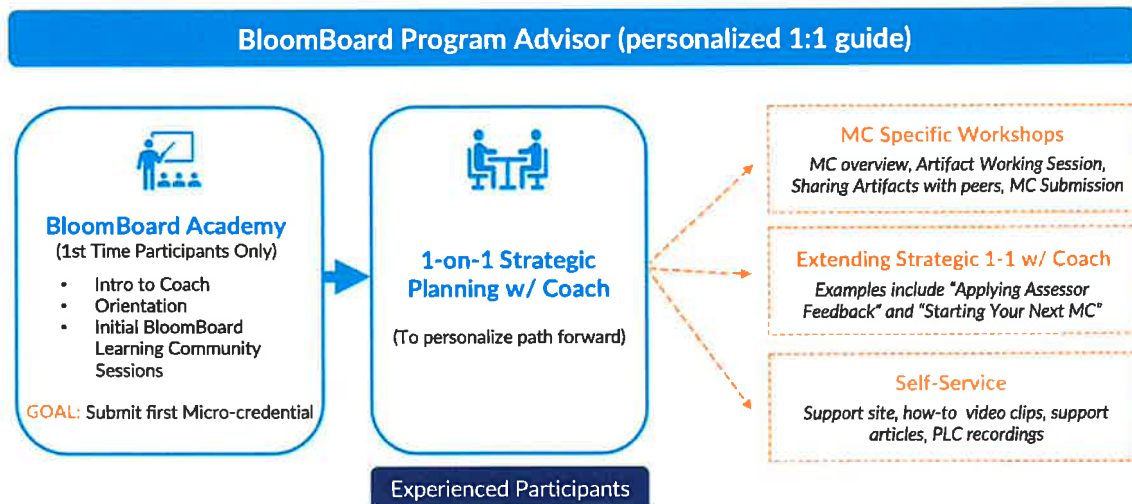 BloomBoard Program Advisor (personalized 1:1 guide)
BloomBoard Academy
(1st Time Participants Only)
• Intro to Coach
• Orientation
• Initial BloomBoard
Learning Community
Sessions
GOAL: Submit first Micro-credential
1-on-1 Strategic
Planning w/ Coach
(To personalize path forward)
Experienced Participants
MC Specific Workshops
MC overview, Artifact Working Session,
Sharing Artifacts with peers, MC Submission
Extending Strategic 1-1 w/ Coach
Examples include "Applying Assessor
Feedback" and "Starting Your Next MC"
Self-Service
Support site, how-to video clips, support
articles, PLC recordings